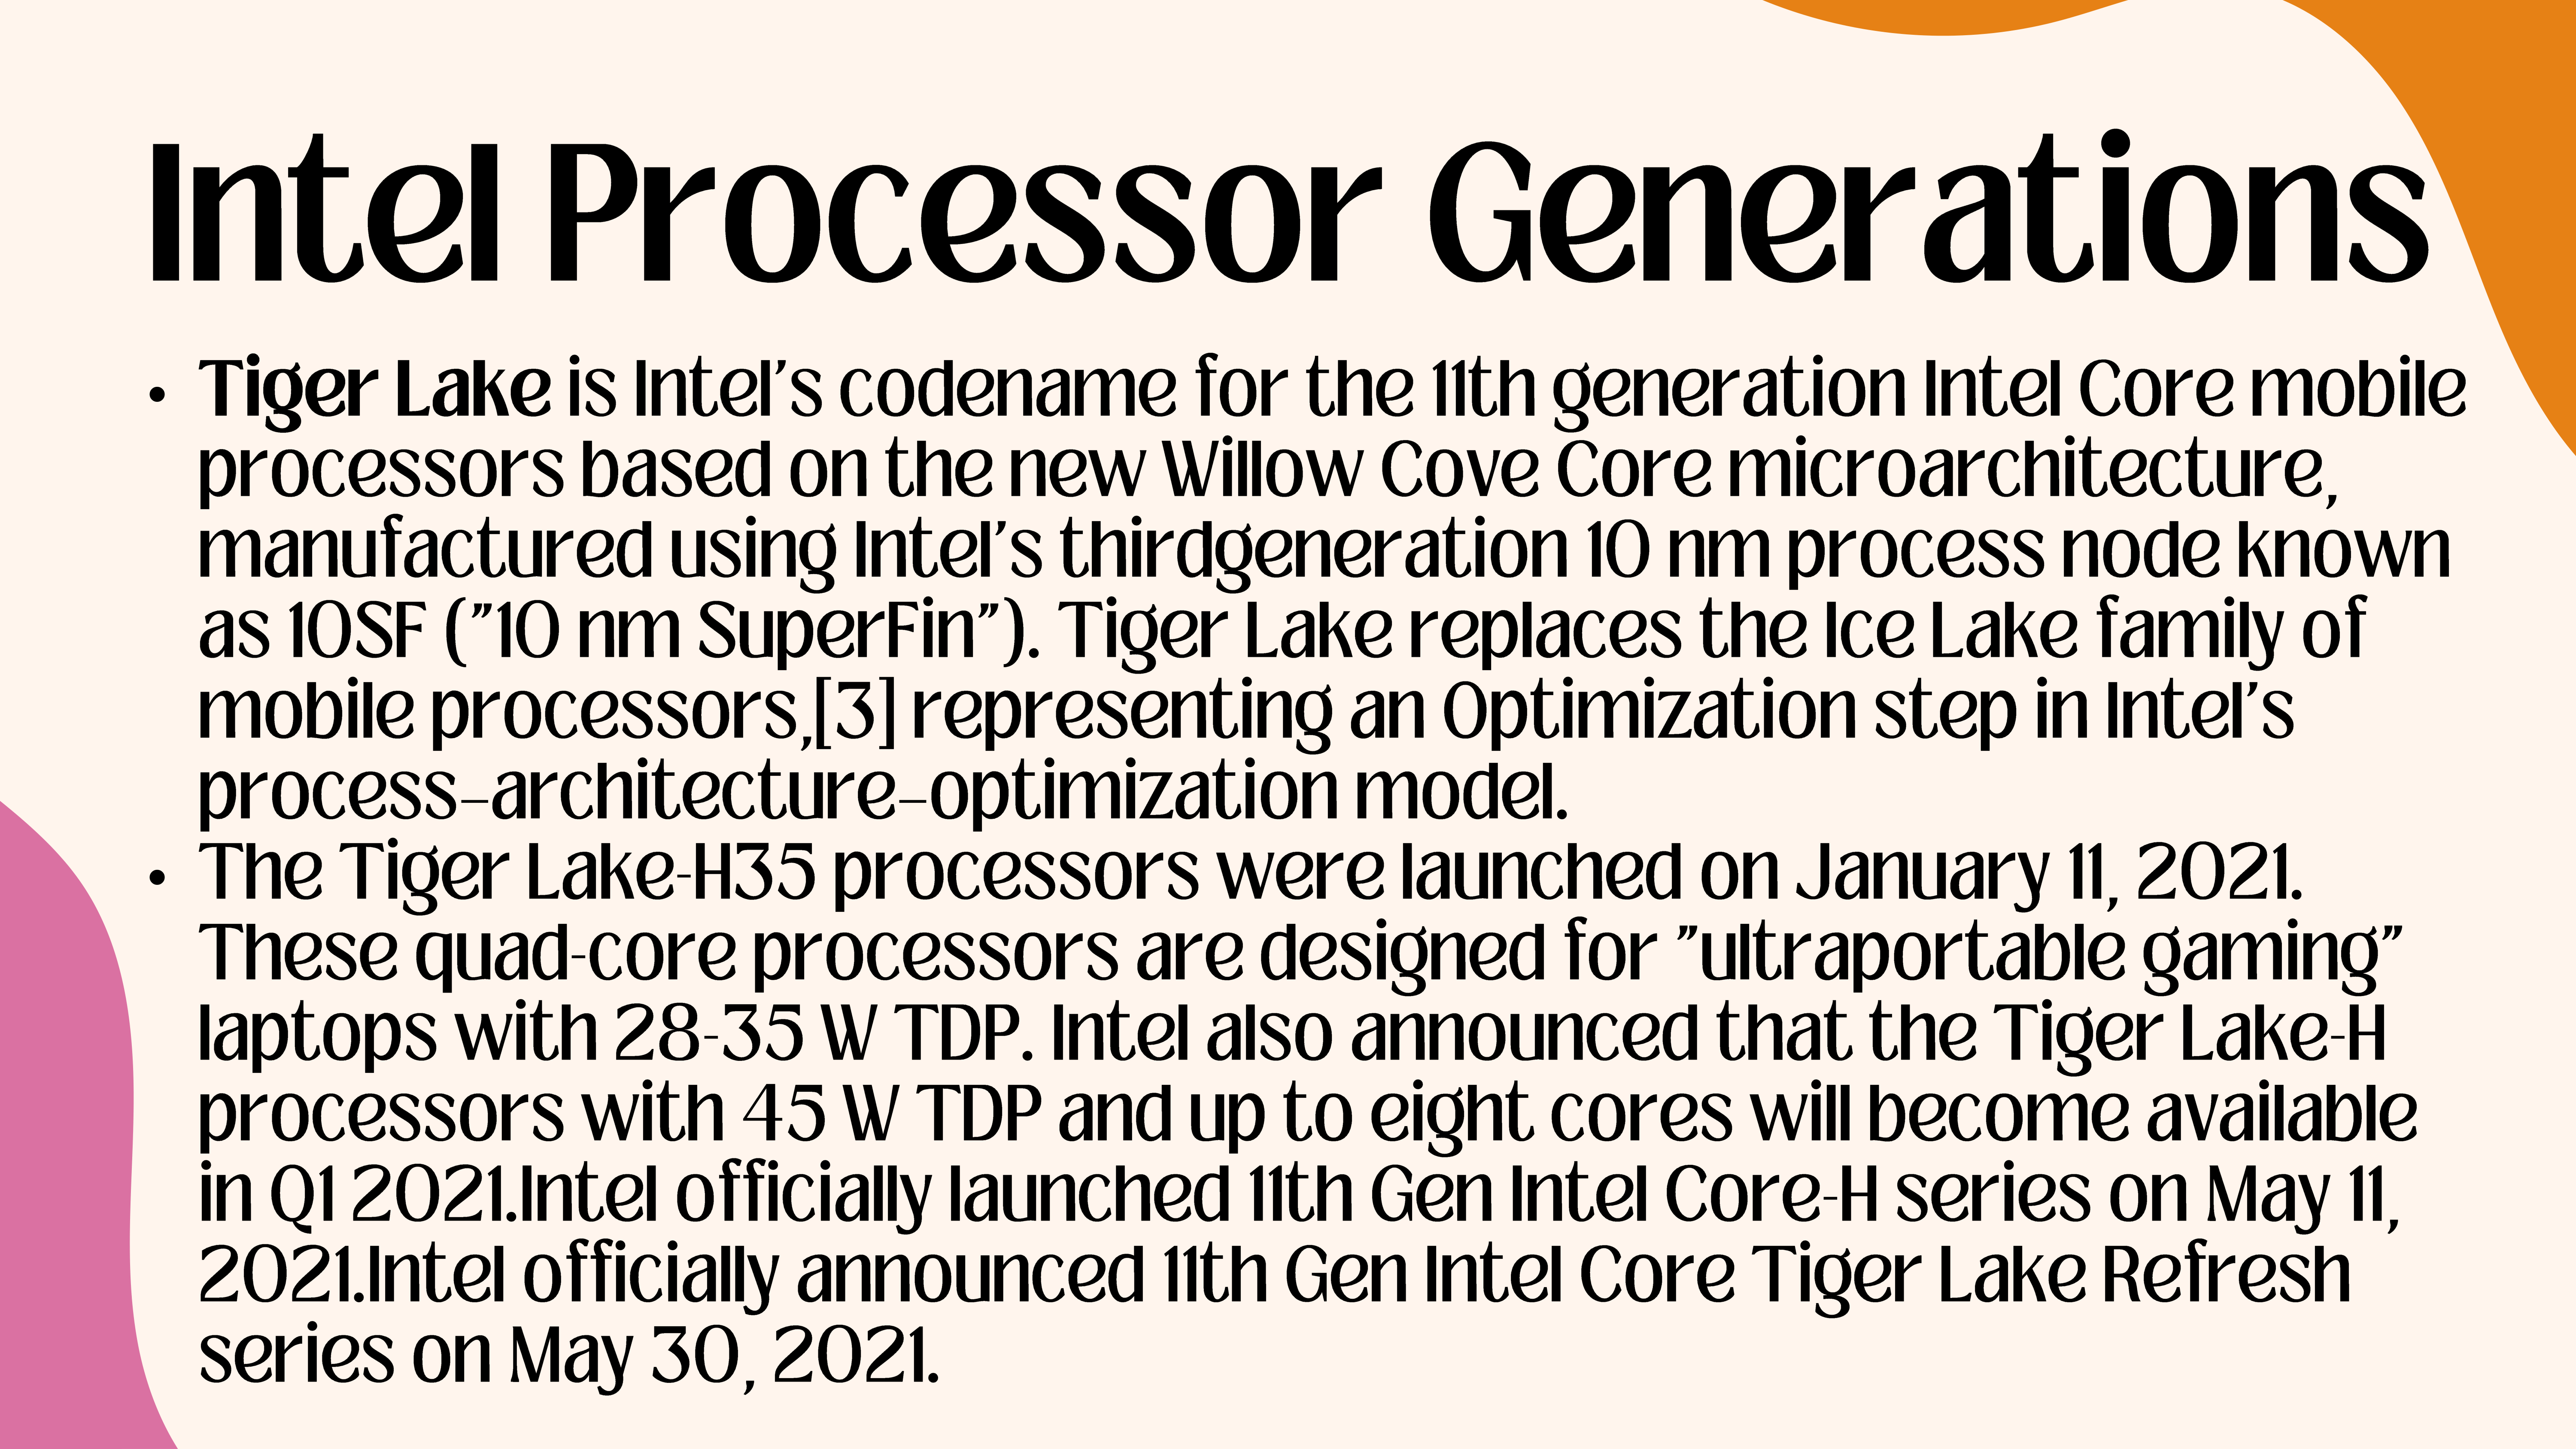 Intel Processor Generations
• Tiger Lake is Intel's codename for the 11th generation Intel Core mobile
processors based on the new Willow Cove Core microarchitecture,
manufactured using Intel's thirdgeneration 10 nm process node known
as 10SF ("10 nm SuperFin"). Tiger Lake replaces the Ice Lake family of
mobile processors,[3] representing an Optimization step in Intel's
process–architecture–optimization model.
• The Tiger Lake-H35 processors were launched on January 11, 2021.
These quad-core processors are designed for "ultraportable gaming"
laptops with 28-35 W TDP. Intel also announced that the Tiger Lake-H
processors with 45 W TDP and up to eight cores will become available
in Q1 2021.Intel officially launched 11th Gen Intel Core-H series on May 11,
2021.Intel officially announced 11th Gen Intel Core Tiger Lake Refresh
series on May 30, 2021.